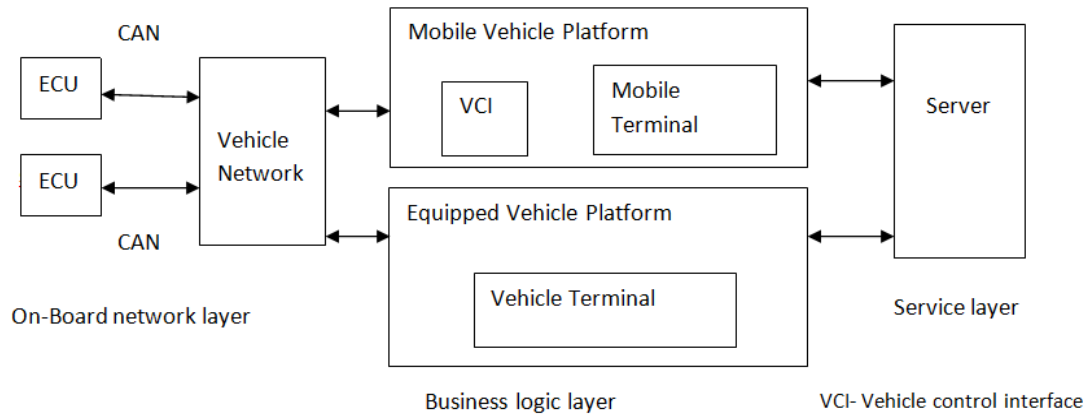 CAN
ECU
ECU
CAN
Vehicle
Network
On-Board network layer
Mobile Vehicle Platform
VCI
Mobile
Terminal
Equipped Vehicle Platform
Vehicle Terminal
Business logic layer
Server
Service layer
VCI- Vehicle control interface